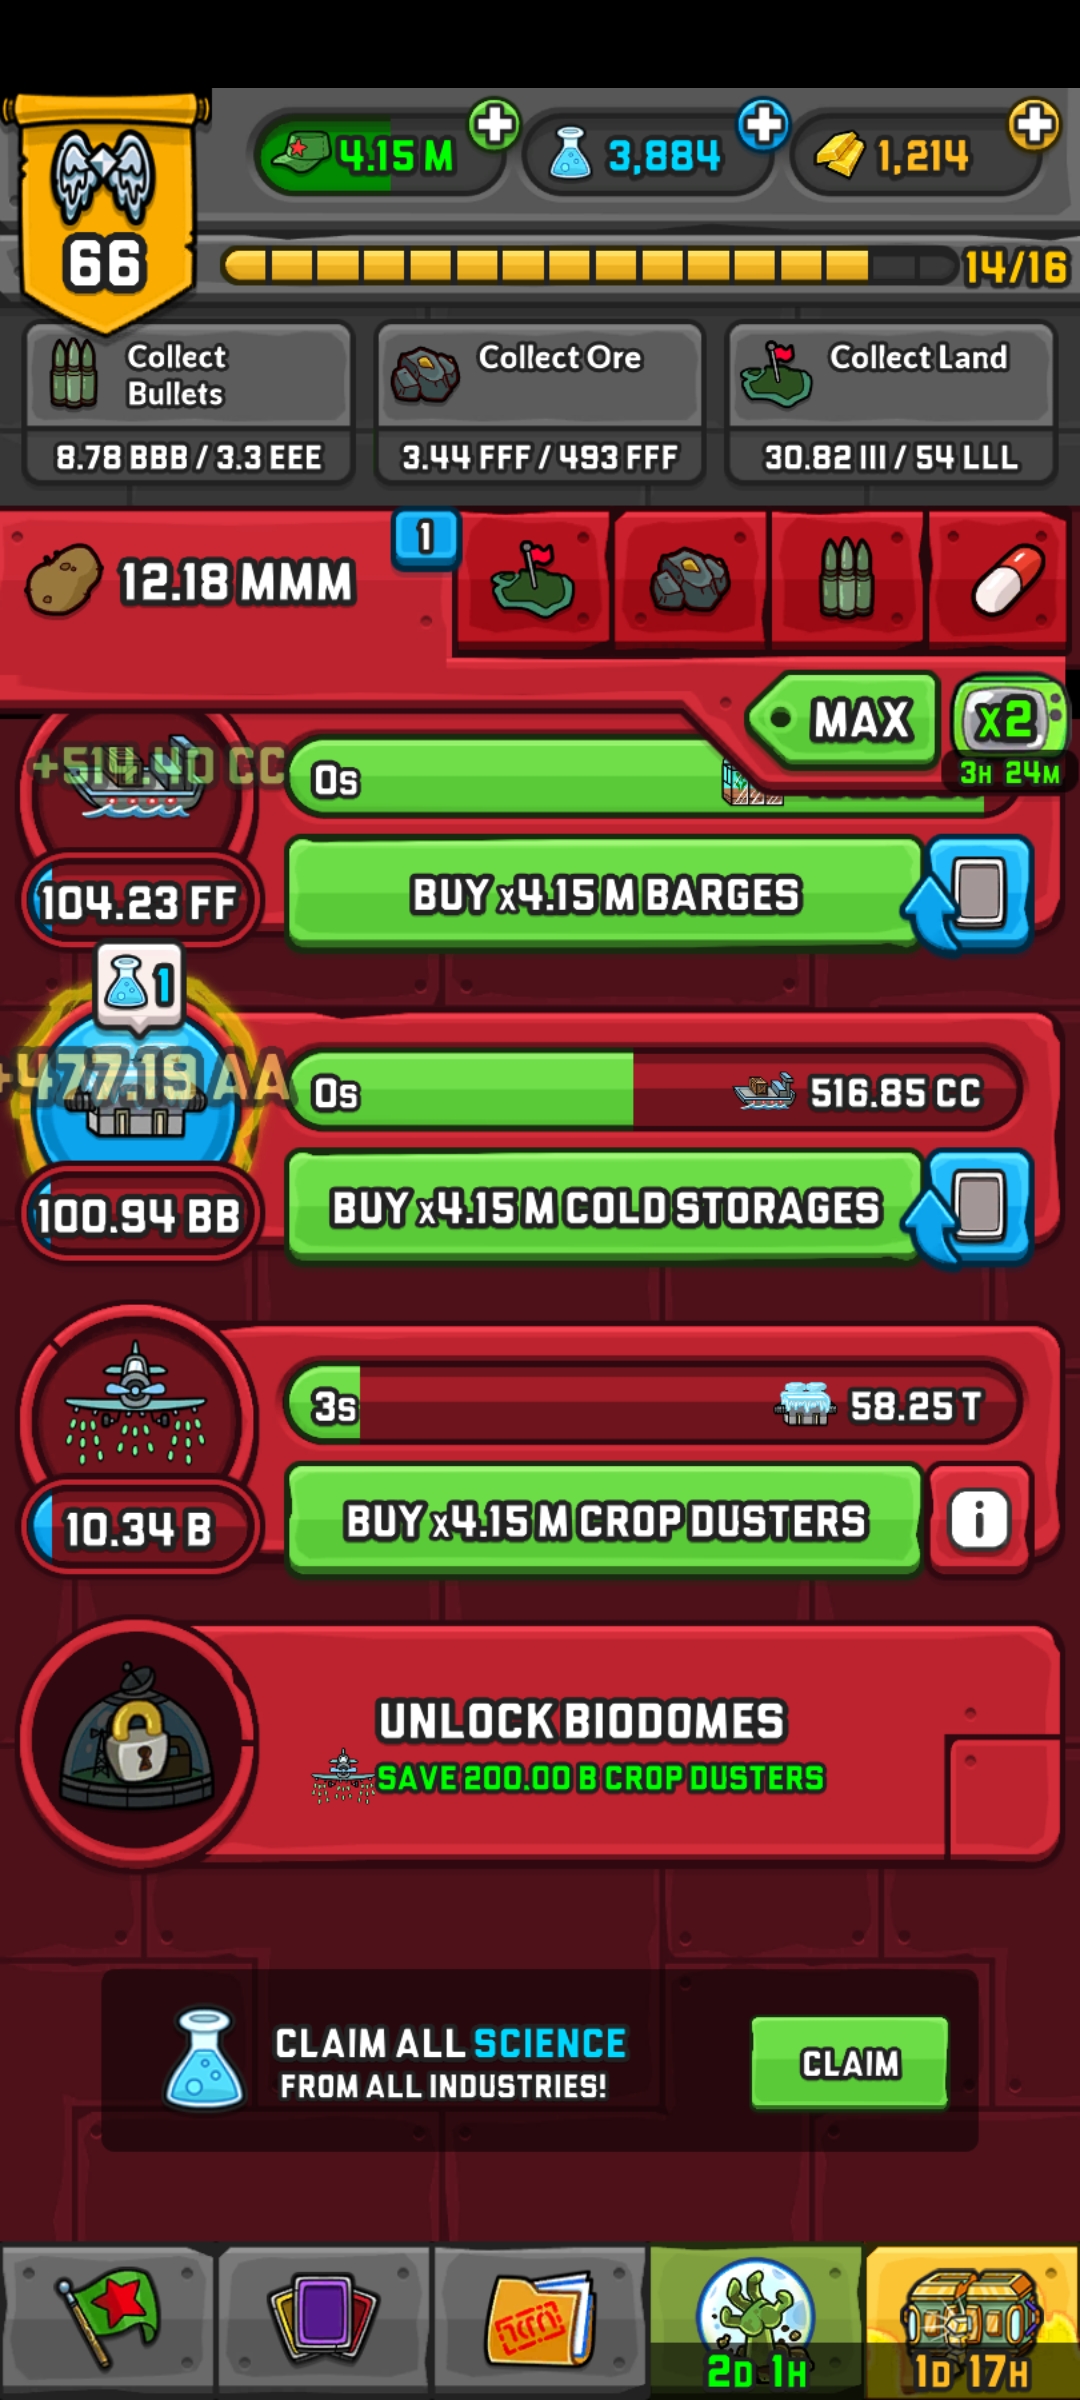 4.15 M
3,884
1,214
66
14/16
Collect
Bullets
8.78 BBB / 3.3 EEE
Collect Ore
3.44 FFF / 493 FFF
Collect Land
30.82 III / 54 LLL
12.18 MMM
1
MAX
x2
3H 24M
+514.40 CC
0s
104.23 FF
BUY x4.15 M BARGES
1
+477.19 AA
0s
516.85 CC
100.94 BB
BUY x4.15 M COLD STORAGES
3s
58.25 T
10.34 B
BUY x4.15 M CROP DUSTERS
i
UNLOCK BIODOMES
SAVE 200.00 B CROP DUSTERS
CLAIM ALL SCIENCE
FROM ALL INDUSTRIES!
CLAIM
2D 1H
1D 17H